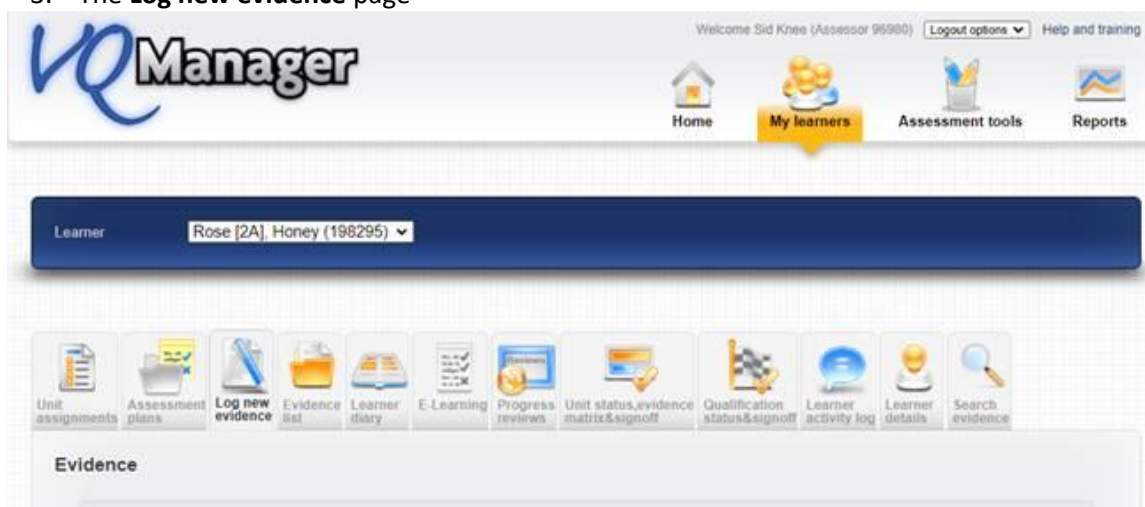 3. The Log new evidence page
Welcome Sid Knee (Assessor 96980) Logout options Help and training
VQManager
Home My learners Assessment tools Reports
Learner Rose [2A], Honey (198295)
Unit assignments
Assessment plans
Log new evidence
Evidence list
Learner diary
E-Learning
Progress reviews
Unit status,evidence matrix&signoff
Qualification status&signoff
Learner activity log
Learner details
Search evidence
Evidence